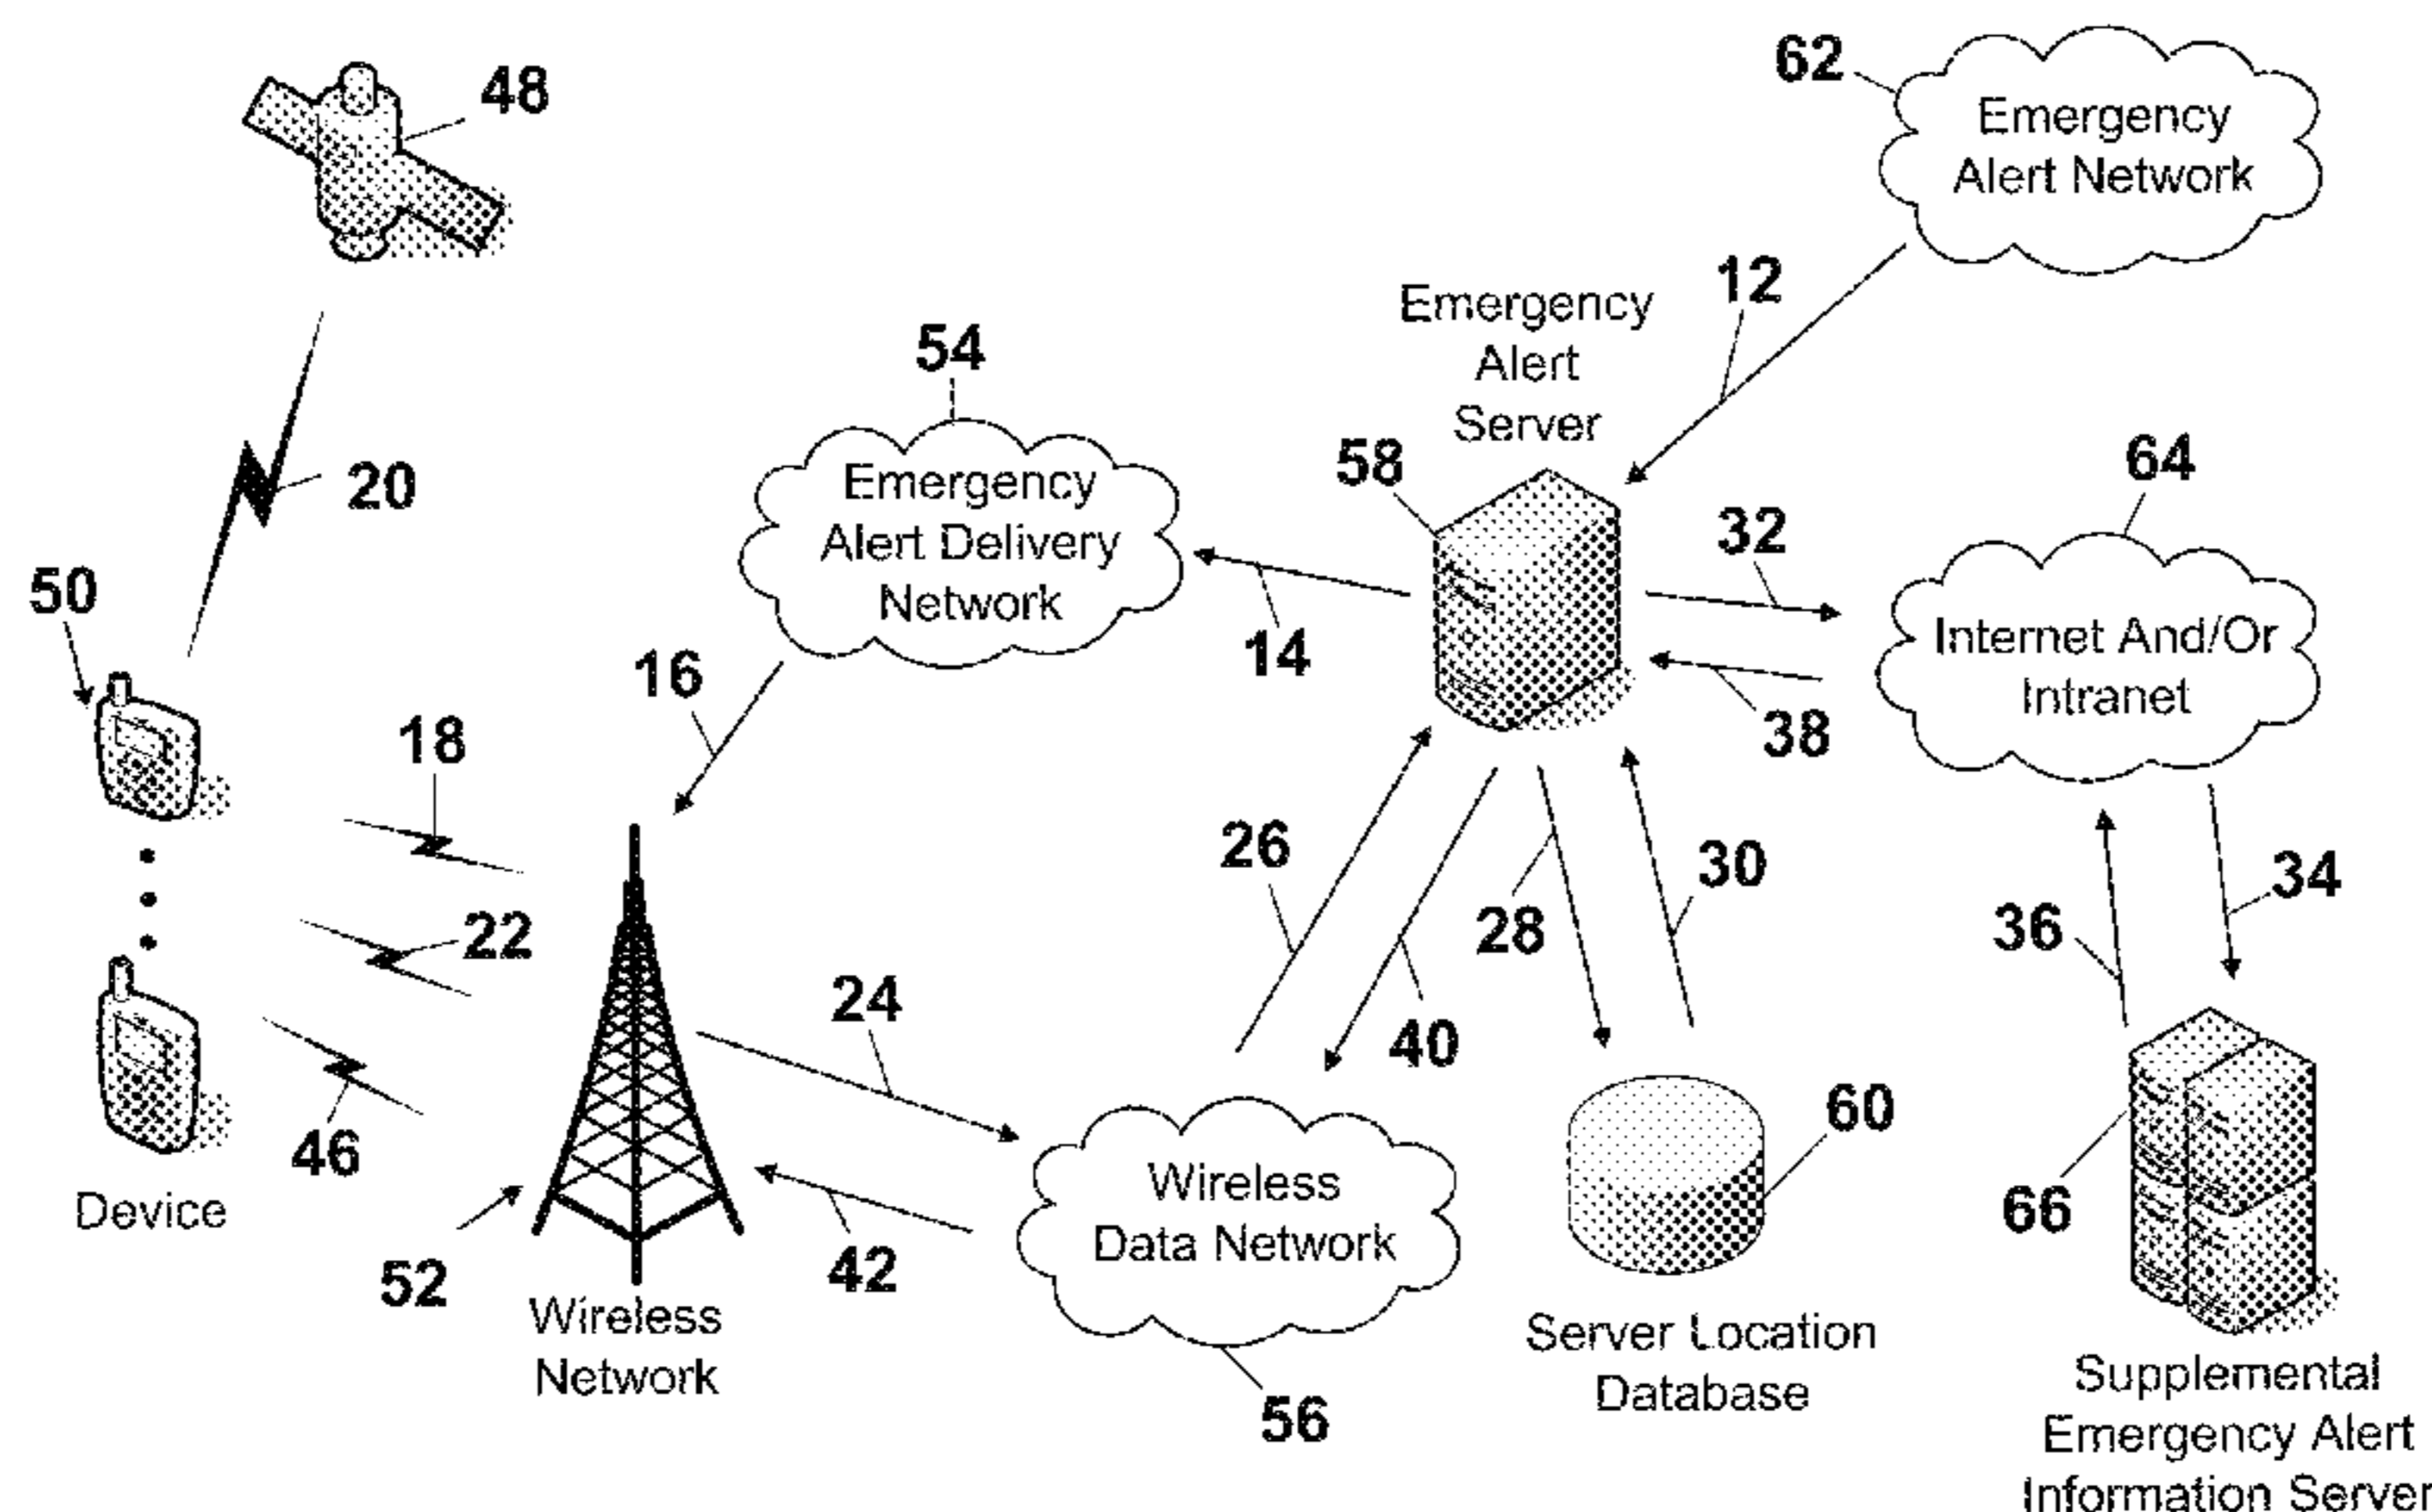 48
62
Emergency
Alert Network
12
Emergency
Alert
Server
54
58
64
20
Emergency
Alert Delivery
Network
32
50
14
Internet And/Or
Intranet
16
38
18
26
30
34
28
36
22
24
40
60
46
Wireless
Data Network
66
Device
42
52
Wireless
Network
Server Location
Database
56
Supplemental
Emergency Alert
Information Server